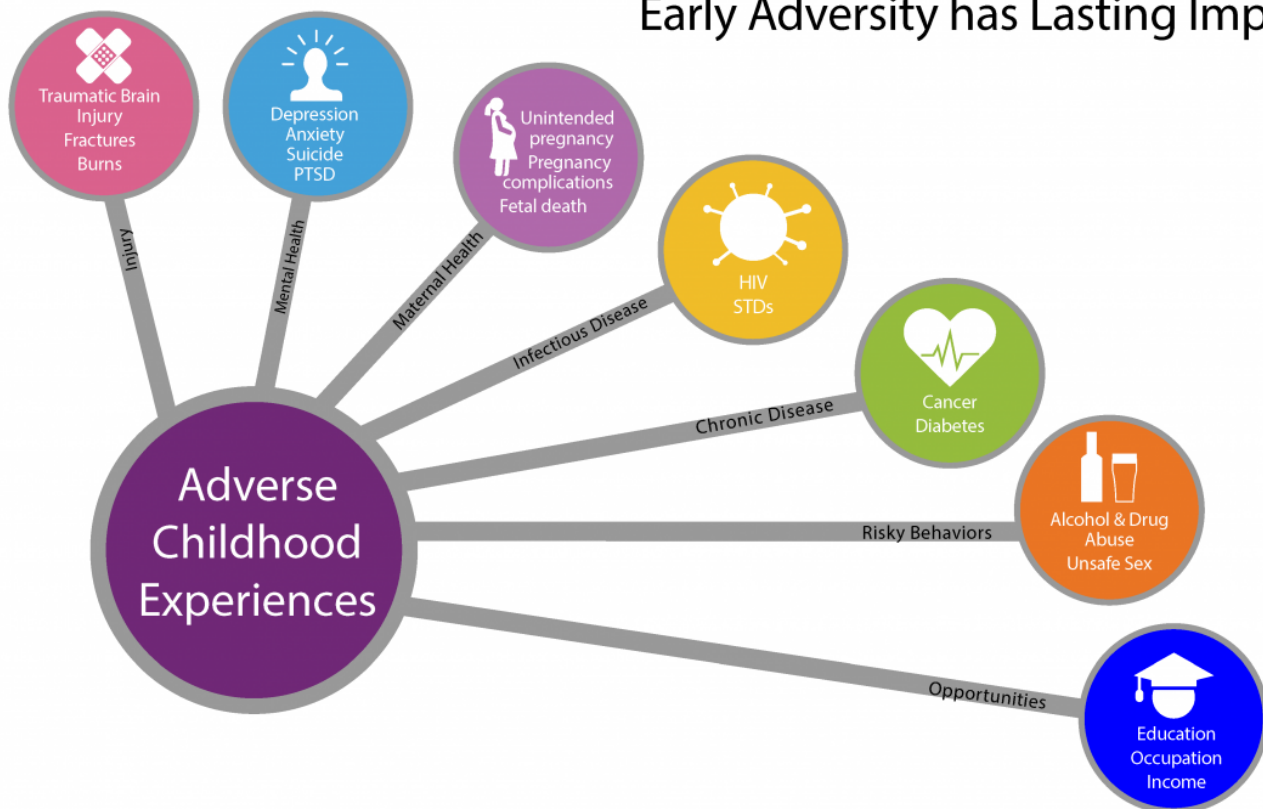 Early Adversity has Lasting Imp
Traumatic Brain
Injury
Fractures
Burns
Injury
Depression
Anxiety
Suicide
PTSD
Mental Health
Unintended
pregnancy
Pregnancy
complications
Fetal death
Maternal Health
HIV
STDs
Infectious Disease
Cancer
Diabetes
Chronic Disease
Alcohol & Drug
Abuse
Unsafe Sex
Risky Behaviors
Education
Occupation
Income
Opportunities
Adverse
Childhood
Experiences